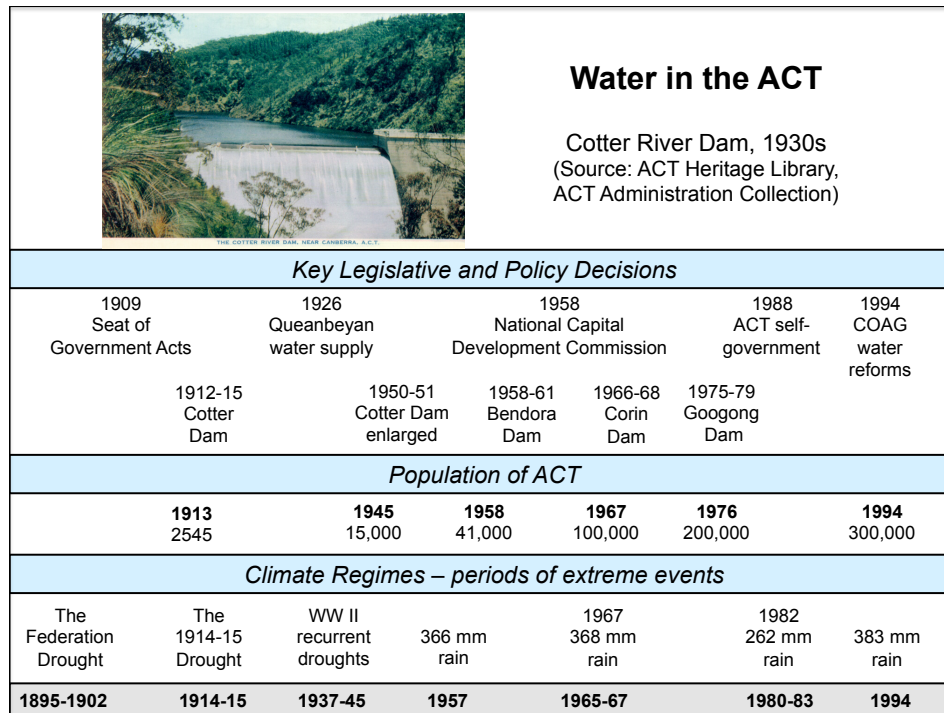 Water in the ACT
Cotter River Dam, 1930s
(Source: ACT Heritage Library,
ACT Administration Collection)
THE COTTER RIVER DAM, NEAR CANBERRA, A.C.T.
Key Legislative and Policy Decisions
1909
Seat of
Government Acts
1926
Queanbeyan
water supply
1958
National Capital
Development Commission
1988
ACT self-
government
1994
COAG
water
reforms
1912-15
Cotter
Dam
1950-51
Cotter Dam
enlarged
1958-61
Bendora
Dam
1966-68
Corin
Dam
1975-79
Googong
Dam
Population of ACT
1913
2545
1945
15,000
1958
41,000
1967
100,000
1976
200,000
1994
300,000
Climate Regimes – periods of extreme events
The
Federation
Drought
The
1914-15
Drought
WW II
recurrent
droughts
366 mm
rain
1967
368 mm
rain
1982
262 mm
rain
383 mm
rain
1895-1902
1914-15
1937-45
1957
1965-67
1980-83
1994